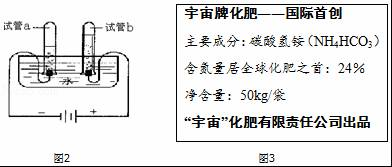 试管a
试管b
水
− +
图2
宇宙牌化肥——国际首创
主要成分：碳酸氢铵（NH4HCO3）
含氮量居全球化肥之首：24%
净含量：50kg/袋
“宇宙”化肥有限责任公司出品
图3